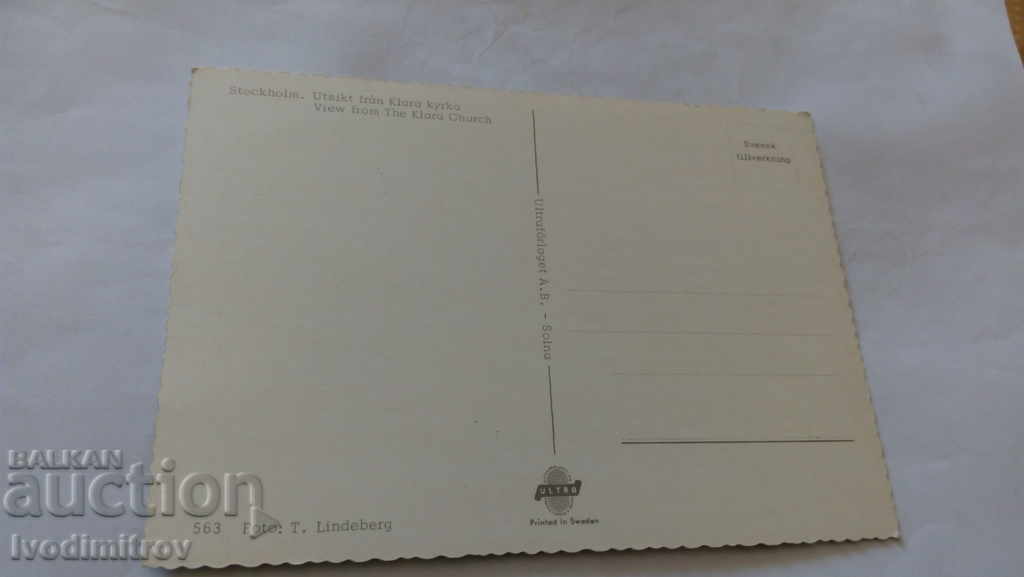 Stockholm. Utsikt från Klara kyrka
View from The Klara Church
Svensk
tillverkning
Ultraförlaget A.B. - Solna
ULTRA
Printed in Sweden
563 Foto: T. Lindeberg
BALKAN
auction
Ivodimitrov